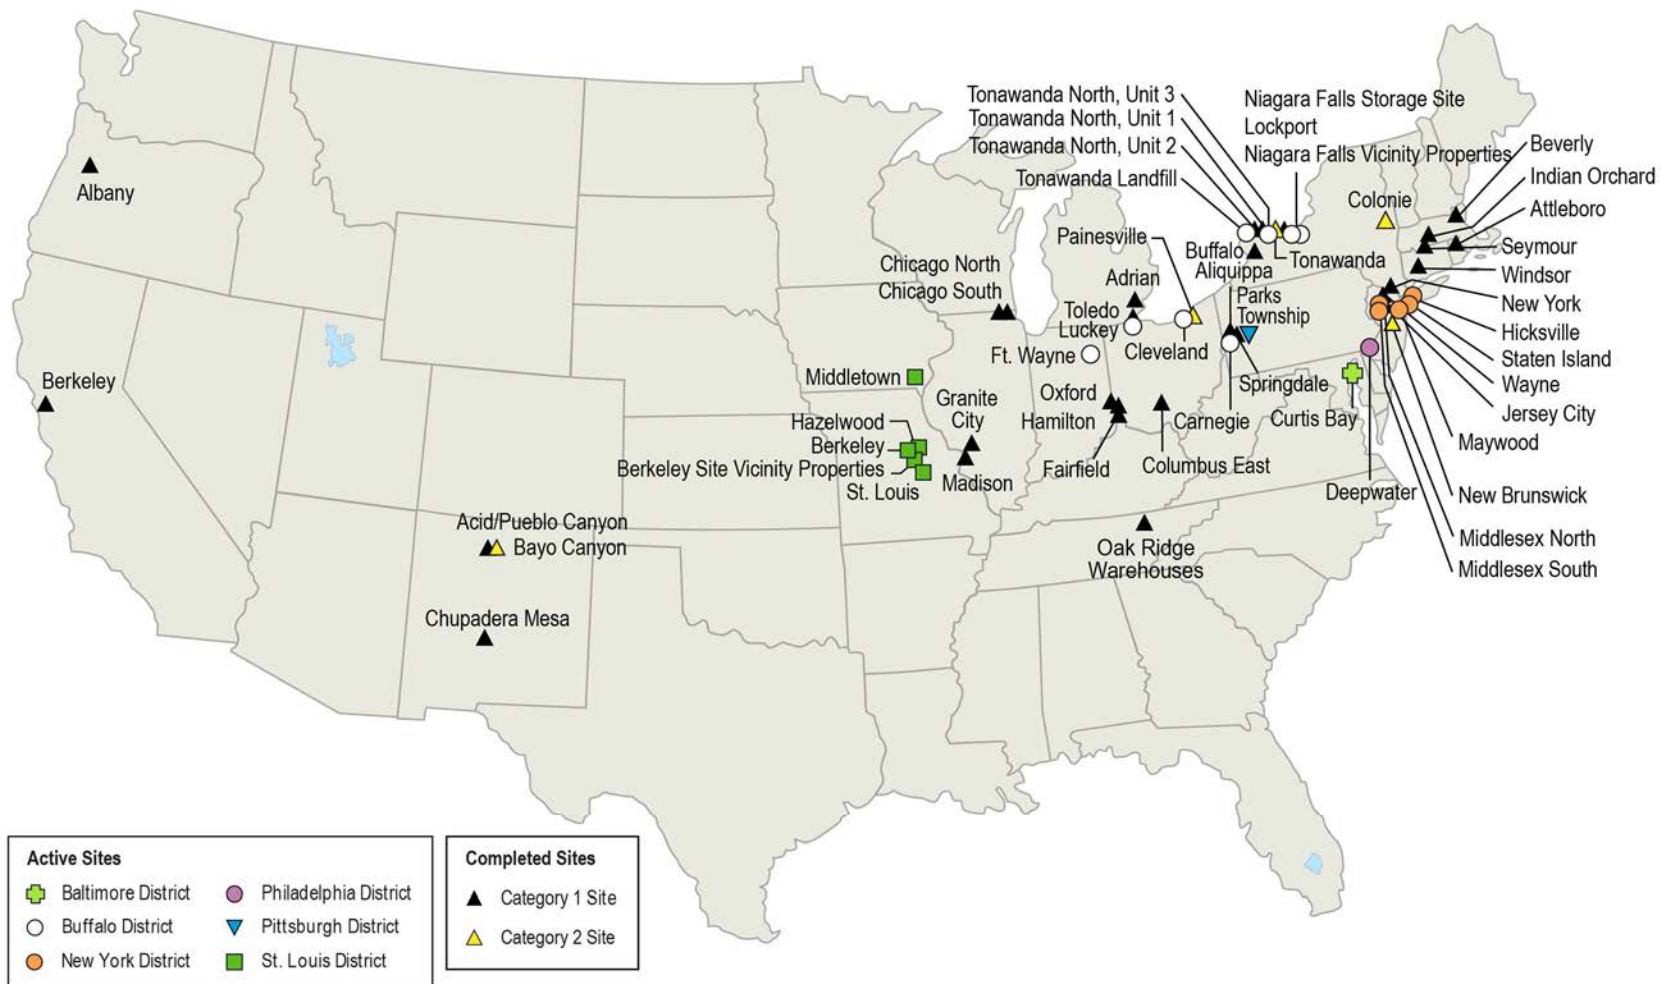 Tonawanda North, Unit 3
Tonawanda North, Unit 1
Tonawanda North, Unit 2
Tonawanda Landfill
Niagara Falls Storage Site
Lockport
Niagara Falls Vicinity Properties
Beverly
Indian Orchard
Attleboro
Seymour
Windsor
New York
Hicksville
Staten Island
Wayne
Jersey City
Maywood
New Brunswick
Middlesex North
Middlesex South
Albany
Colonie
Painesville
Buffalo
Tonawanda
Aliquippa
Chicago North
Chicago South
Adrian
Parks
Township
Toledo
Luckey
Ft. Wayne
Cleveland
Berkeley
Middletown
Granite
City
Oxford
Hamilton
Springdale
Carnegie
Curtis Bay
Hazelwood
Berkeley
Berkeley Site Vicinity Properties
St. Louis
Madison
Fairfield
Columbus East
Deepwater
Acid/Pueblo Canyon
Bayo Canyon
Oak Ridge
Warehouses
Chupadera Mesa
Active Sites
Baltimore District
Buffalo District
New York District
Philadelphia District
Pittsburgh District
St. Louis District
Completed Sites
Category 1 Site
Category 2 Site